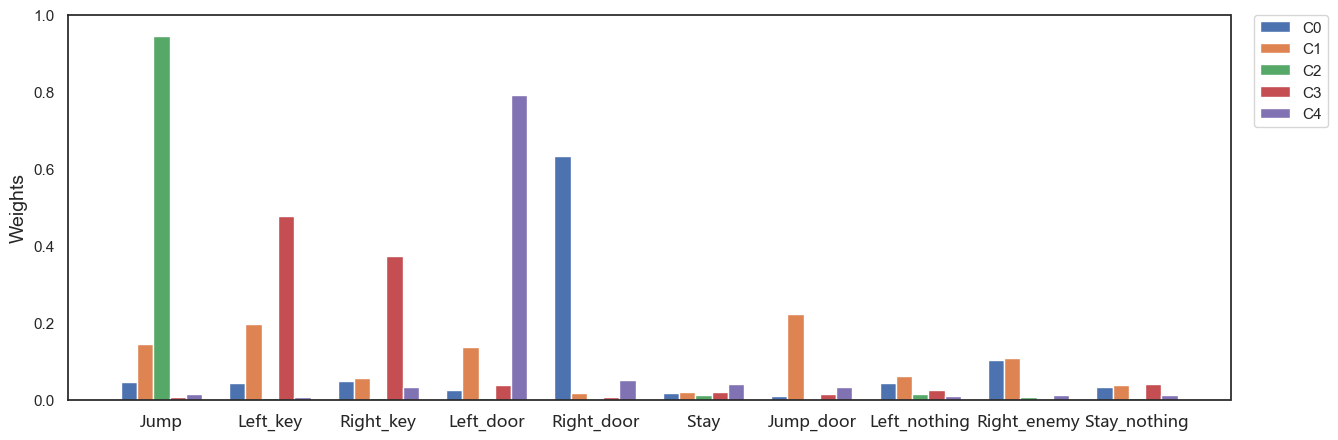 Weights
1.0
0.8
0.6
0.4
0.2
0.0
Jump Left_key Right_key Left_door Right_door Stay Jump_door Left_nothing Right_enemy Stay_nothing
C0
C1
C2
C3
C4